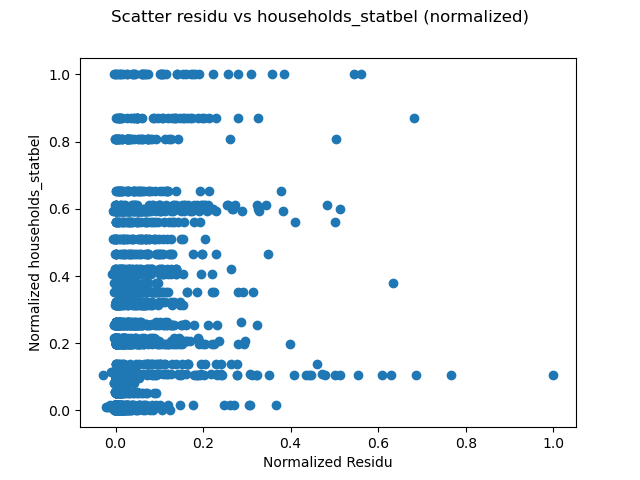 Scatter residu vs households_statbel (normalized)
1.0
0.8
0.6
0.4
0.2
0.0
Normalized households_statbel
0.0 0.2 0.4 0.6 0.8 1.0
Normalized Residu